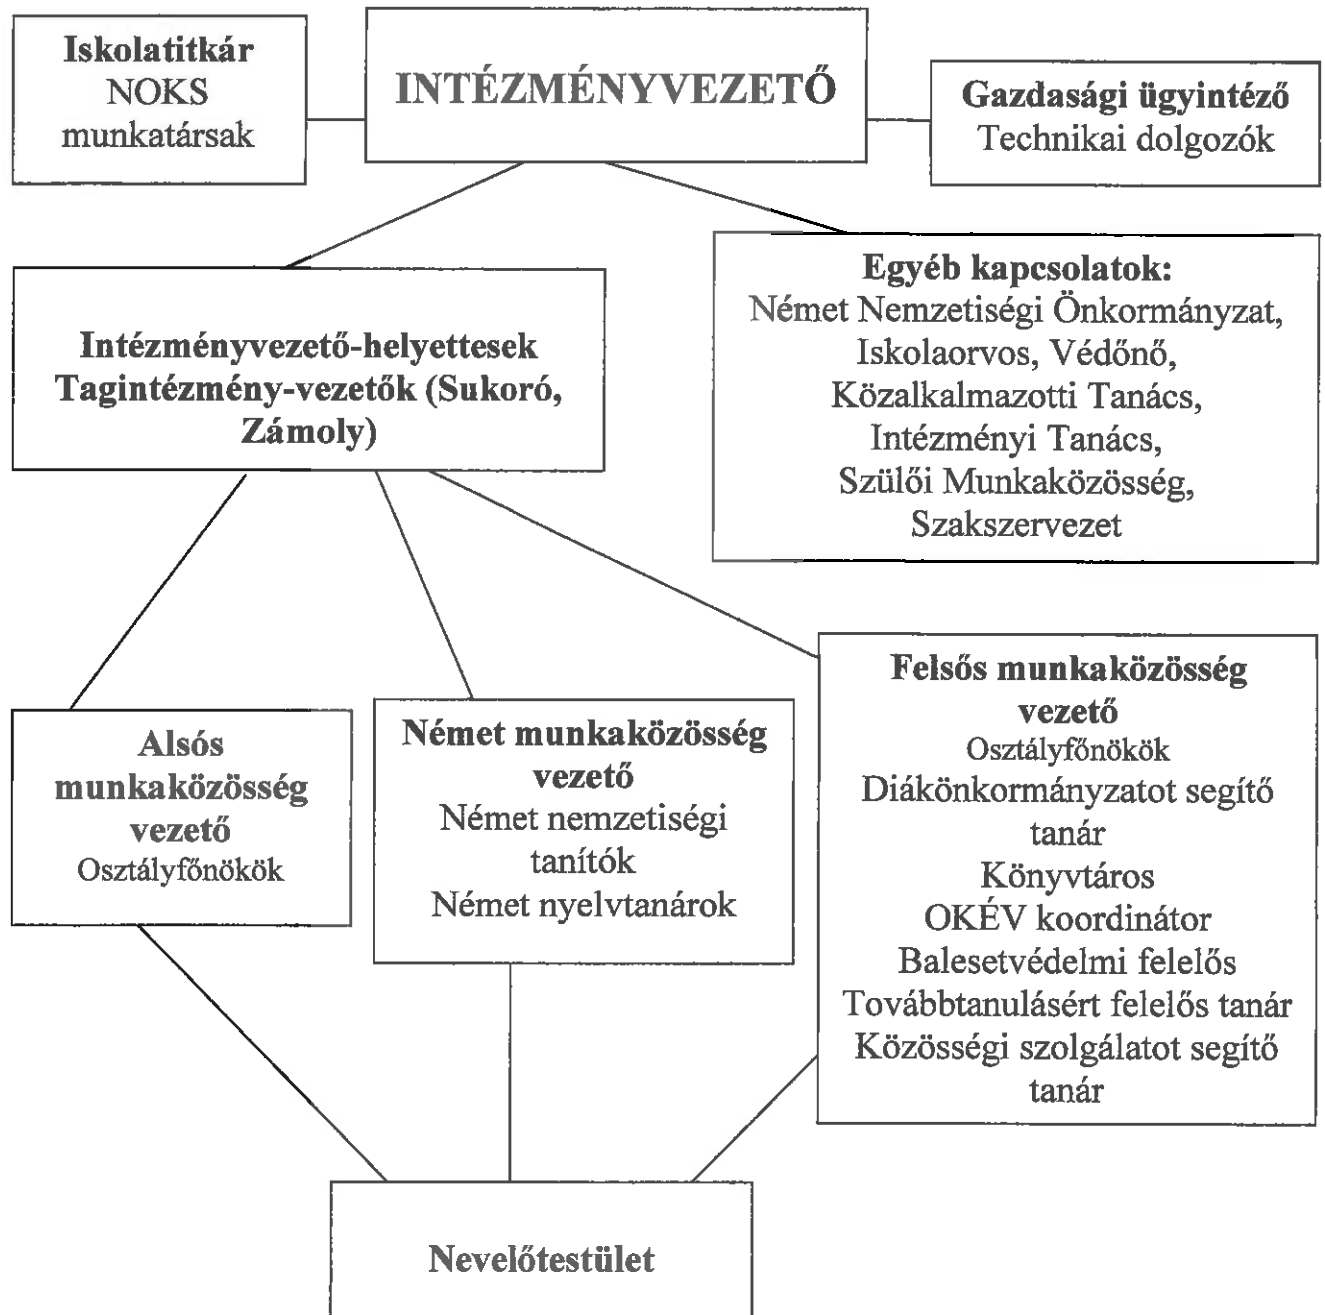 Iskolatitkár
NOKS
munkatársak
INTÉZMÉNYVEZETŐ
Gazdasági ügyintéző
Technikai dolgozók
Intézményvezető-helyettesek
Tagintézmény-vezetők (Sukoró,
Zámoly)
Egyéb kapcsolatok:
Német Nemzetiségi Önkormányzat,
Iskolaorvos, Védőnő,
Közalkalmazotti Tanács,
Intézményi Tanács,
Szülői Munkaközösség,
Szakszervezet
Alsós
munkaközösség
vezető
Osztályfőnökök
Német munkaközösség
vezető
Német nemzetiségi
tanítók
Német nyelvtanárok
Felsős munkaközösség
vezető
Osztályfőnökök
Diákönkormányzatot segítő
tanár
Könyvtáros
OKÉV koordinátor
Balesetvédelmi felelős
Továbbtanulásért felelős tanár
Közösségi szolgálatot segítő
tanár
Nevelőtestület